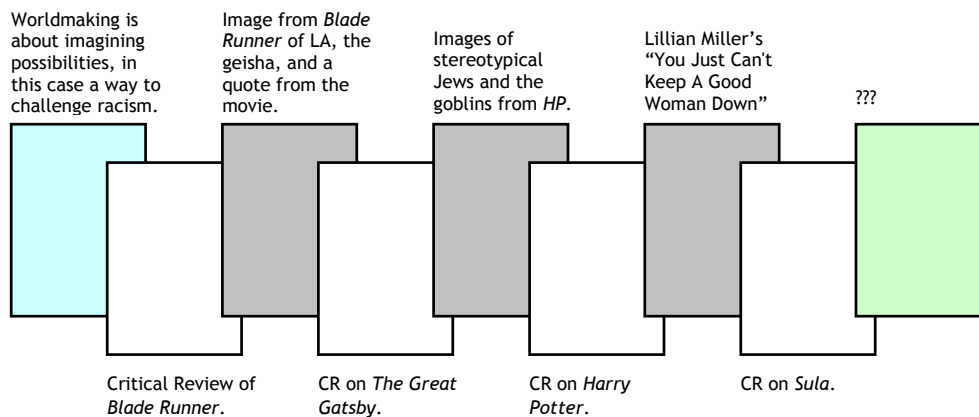 Worldmaking is
about imagining
possibilities, in
this case a way to
challenge racism.
Image from Blade
Runner of LA, the
geisha, and a
quote from the
movie.
Images of
stereotypical
Jews and the
goblins from HP.
Lillian Miller’s
“You Just Can't
Keep A Good
Woman Down”
???
Critical Review of
Blade Runner.
CR on The Great
Gatsby.
CR on Harry
Potter.
CR on Sula.